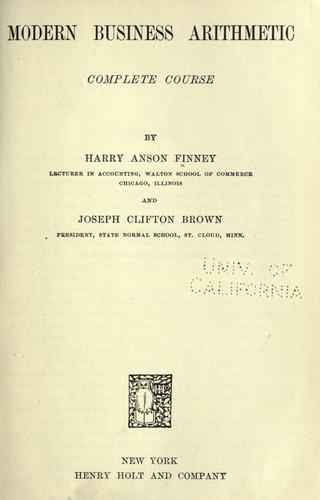 MODERN BUSINESS ARITHMETIC
COMPLETE COURSE
BY
HARRY ANSON FINNEY
LECTURER IN ACCOUNTING, WALTON SCHOOL OF COMMERCE
CHICAGO, ILLINOIS
AND
JOSEPH CLIFTON BROWN
PRESIDENT, STATE NORMAL SCHOOL, ST. CLOUD, MINN.
UNIV. OF
CALIFORNIA
NEW YORK
HENRY HOLT AND COMPANY